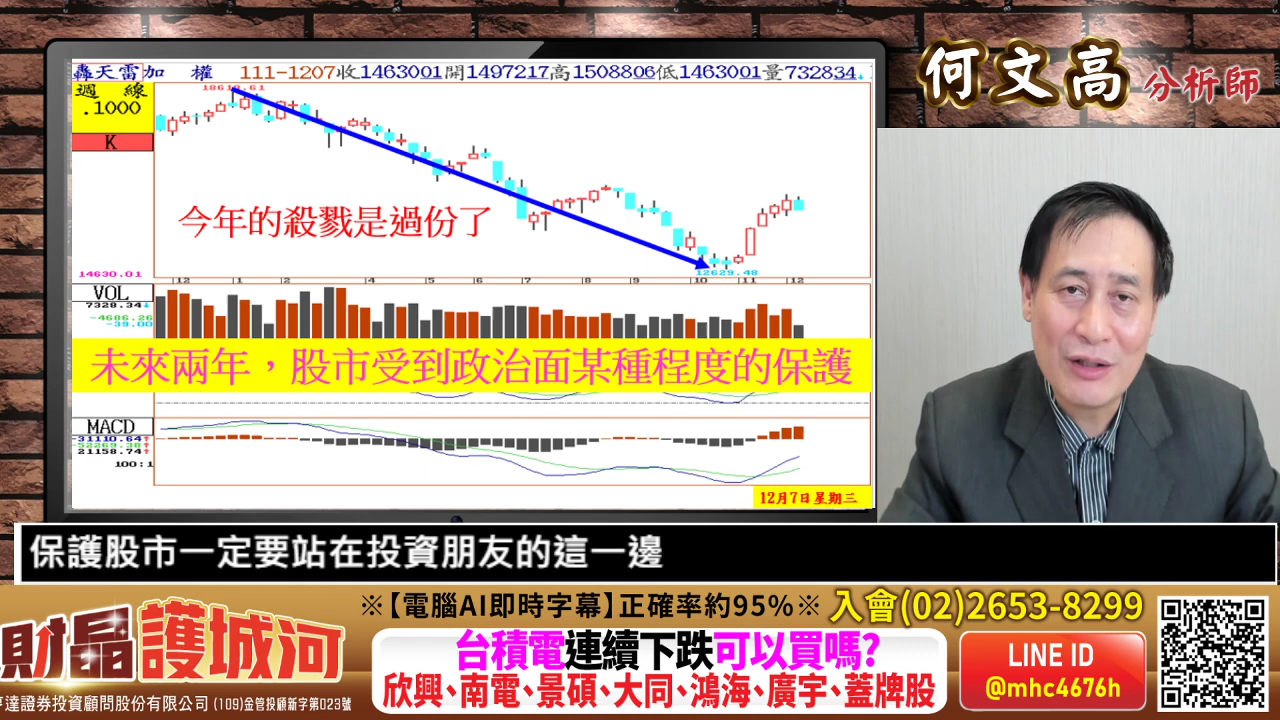 何文高 分析師
轟天雷加 權 111-1207收1463001開1497217高1508806低1463001量732834↓
週 線
.1000
K
18619.61
今年的殺戮是過份了
14630.01
12629.48
12 1 2 4 5 6 7 8 9 10 11 12
VOL
7328.34↓
-4686.26
-39.00
未來兩年，股市受到政治面某種程度的保護
MACD
-31110.64↑
-52269.38↑
21158.74↑
100:1
12月7日星期三
保護股市一定要站在投資朋友的這一邊
財晶護城河
亨達證券投資顧問股份有限公司 (109)金管投顧新字第023號
※【電腦AI即時字幕】正確率約95%※ 入會(02)2653-8299
台積電連續下跌可以買嗎?
欣興、南電、景碩、大同、鴻海、廣宇、蓋牌股
LINE ID
@mhc4676h